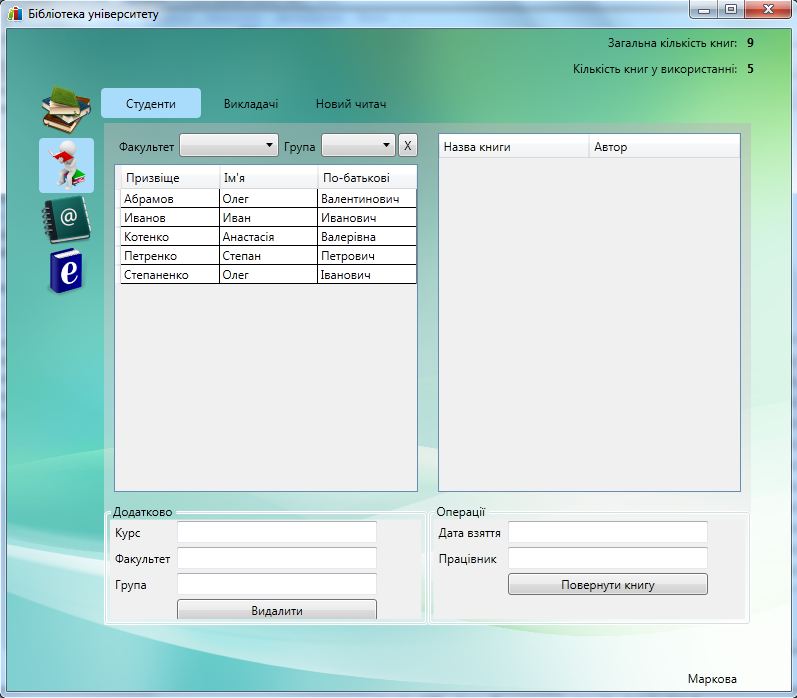 Бібліотека університету
Загальна кількість книг: 9
Кількість книг у використанні: 5
Студенти Викладачі Новий читач
Факультет Група X
Призвіще Ім'я По-батькові
Абрамов Олег Валентинович
Иванов Иван Иванович
Котенко Анастасія Валерівна
Петренко Степан Петрович
Степаненко Олег Іванович
Назва книги Автор
@
e
Додатково
Курс
Факультет
Група
Видалити
Операції
Дата взяття
Працівник
Повернути книгу
Маркова